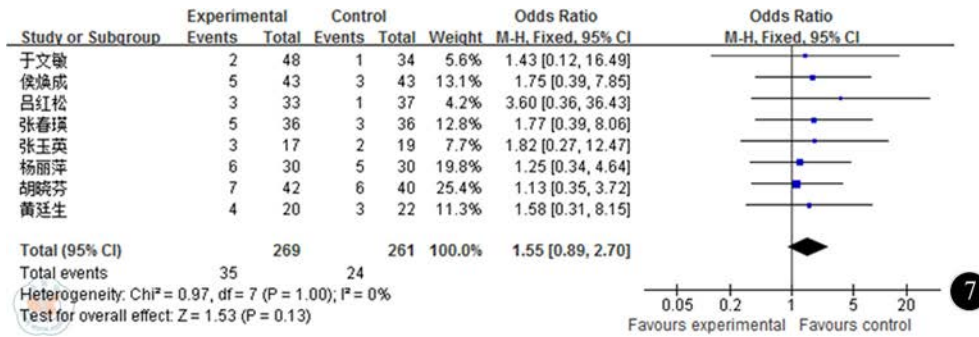 Experimental Control Odds Ratio Odds Ratio
Study or Subgroup Events Total Events Total Weight M-H, Fixed, 95% CI M-H, Fixed, 95% CI
于文敏 2 48 1 34 5.6% 1.43 [0.12, 16.49]
侯焕成 5 43 3 43 13.1% 1.75 [0.39, 7.85]
吕红松 3 33 1 37 4.2% 3.60 [0.36, 36.43]
张春瑛 5 36 3 36 12.8% 1.77 [0.39, 8.06]
张玉英 3 17 2 19 7.7% 1.82 [0.27, 12.47]
杨丽萍 6 30 5 30 19.8% 1.25 [0.34, 4.64]
胡晓芬 7 42 6 40 25.4% 1.13 [0.35, 3.72]
黄廷生 4 20 3 22 11.3% 1.58 [0.31, 8.15]
Total (95% CI) 269 261 100.0% 1.55 [0.89, 2.70]
Total events 35 24
Heterogeneity: Chi² = 0.97, df = 7 (P = 1.00); I² = 0%
Test for overall effect: Z = 1.53 (P = 0.13)
0.05 0.2 1 5 20
Favours experimental Favours control
7